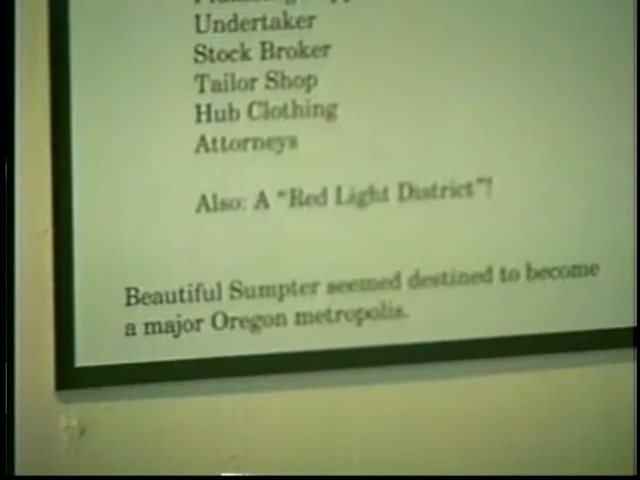 Undertaker
Stock Broker
Tailor Shop
Hub Clothing
Attorneys
Also: A "Red Light District"!
Beautiful Sumpter seemed destined to become
a major Oregon metropolis.